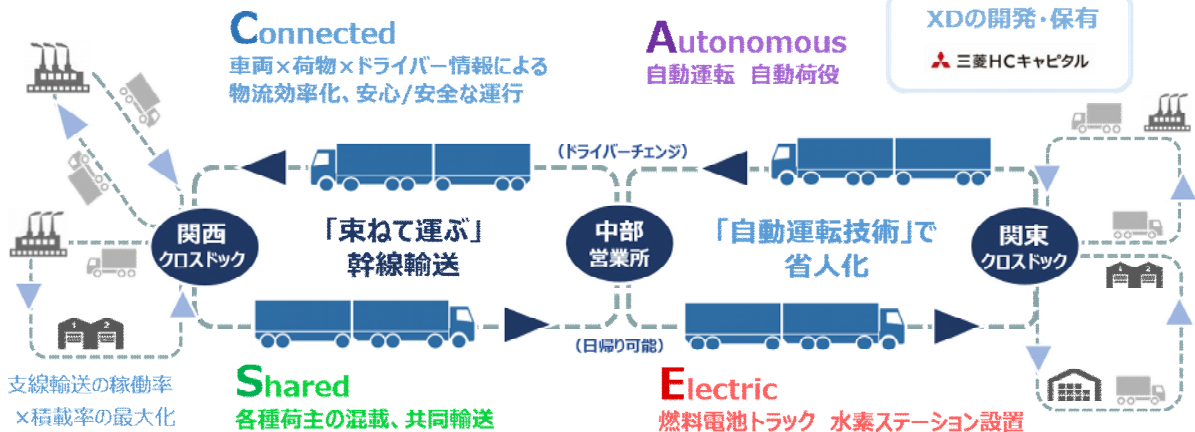 Connected
車両×荷物×ドライバー情報による
物流効率化、安心/安全な運行
Autonomous
自動運転 自動荷役
XDの開発・保有
三菱HCキャピタル
(ドライバーチェンジ)
関西
クロスドック
「束ねて運ぶ」
幹線輸送
中部
営業所
「自動運転技術」で
省人化
関東
クロスドック
1 2
1 2
(日帰り可能)
支線輸送の稼働率
×積載率の最大化
Shared
各種荷主の混載、共同輸送
Electric
燃料電池トラック 水素ステーション設置